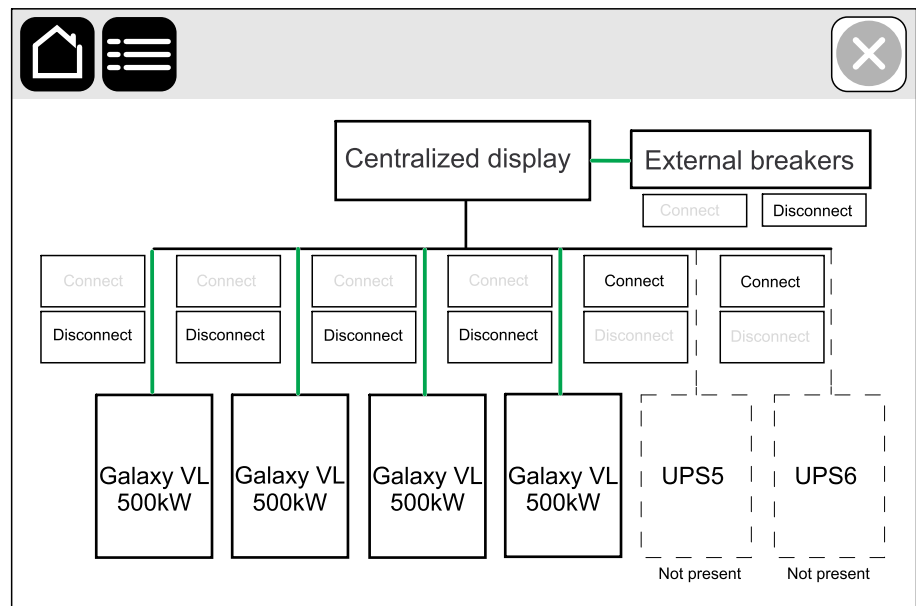 Centralized display
External breakers
Connect
Disconnect
Connect
Connect
Connect
Connect
Connect
Connect
Disconnect
Disconnect
Disconnect
Disconnect
Disconnect
Disconnect
Galaxy VL
500kW
Galaxy VL
500kW
Galaxy VL
500kW
Galaxy VL
500kW
UPS5
UPS6
Not present
Not present